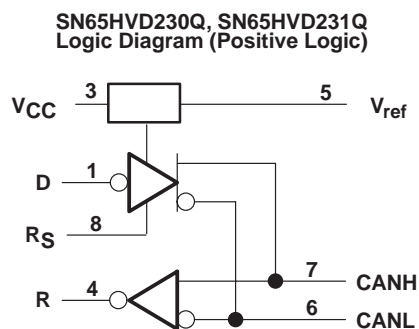 SN65HVD230Q, SN65HVD231Q
Logic Diagram (Positive Logic)
VCC 3 5 Vref
D 1
RS 8
7 CANH
R 4
6 CANL